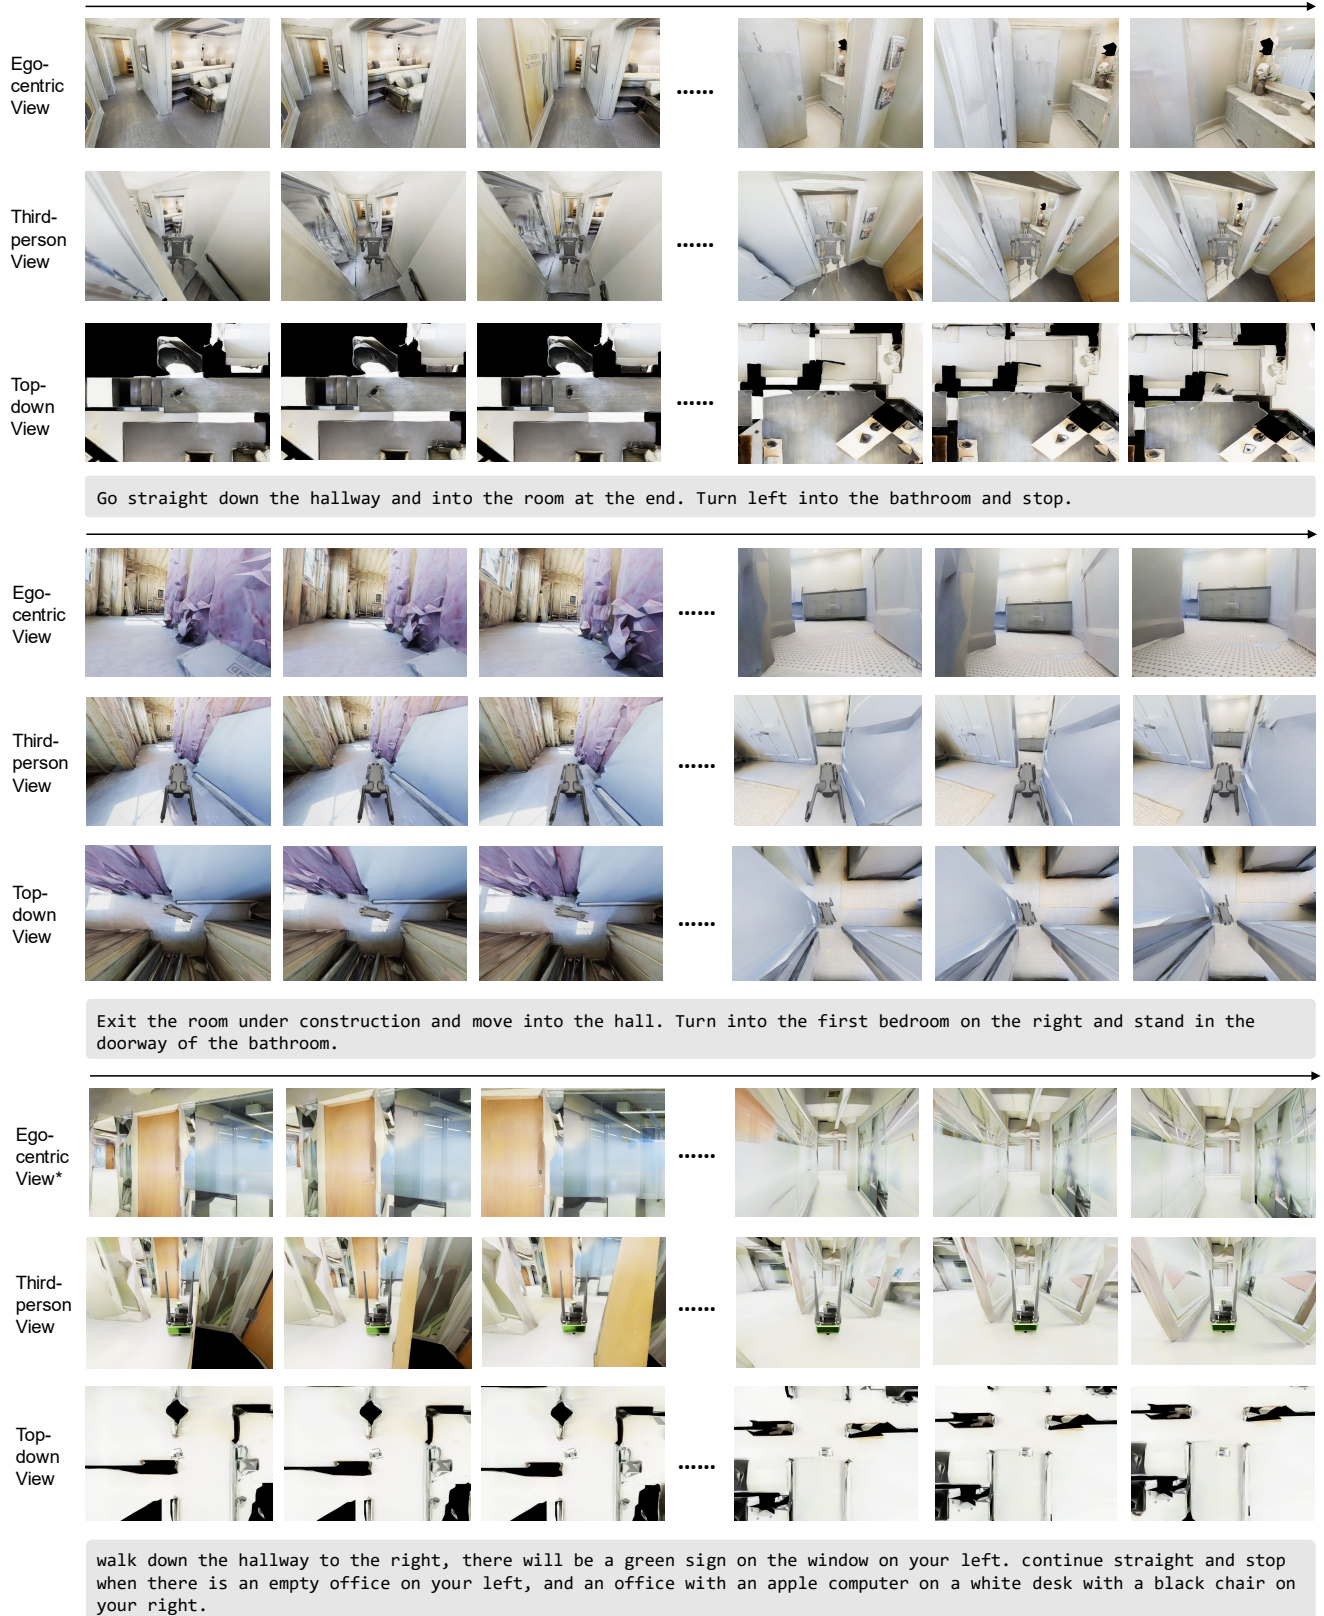 Ego-
centric
View
......
Third-
person
View
......
Top-
down
View
......
Go straight down the hallway and into the room at the end. Turn left into the bathroom and stop.
Ego-
centric
View
......
Third-
person
View
......
Top-
down
View
......
Exit the room under construction and move into the hall. Turn into the first bedroom on the right and stand in the
doorway of the bathroom.
Ego-
centric
View*
......
Third-
person
View
......
Top-
down
View
......
walk down the hallway to the right, there will be a green sign on the window on your left. continue straight and stop
when there is an empty office on your left, and an office with an apple computer on a white desk with a black chair on
your right.